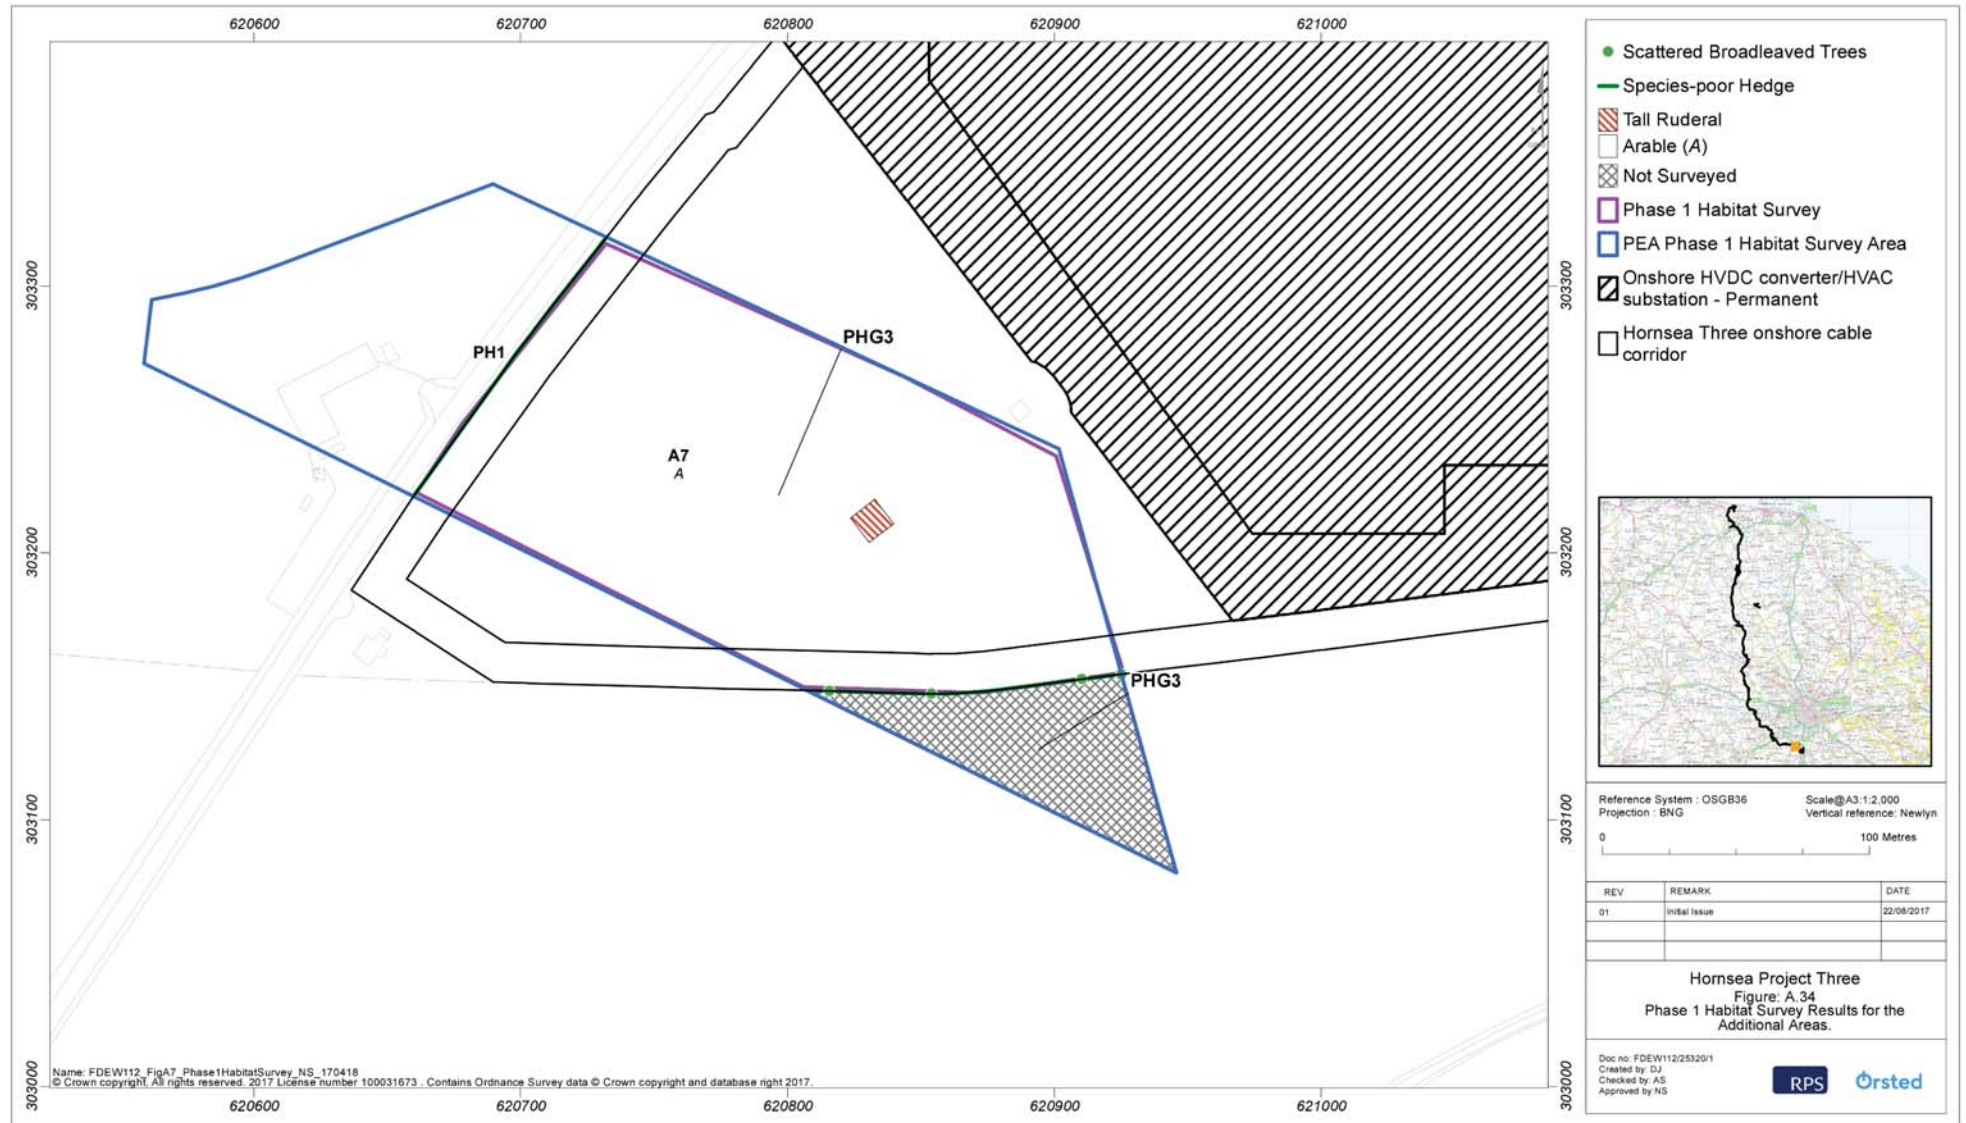 620600
620700
620800
620900
621000
303300
303200
303100
303000
303300
303200
303100
303000
PHG3
PH1
A7
A
PHG3
Name: FDEW112_FigA7_Phase1HabitatSurvey_NS_170418
© Crown copyright, All rights reserved. 2017 License number 100031673 . Contains Ordnance Survey data © Crown copyright and database right 2017.
620600
620700
620800
620900
621000
Scattered Broadleaved Trees
Species-poor Hedge
Tall Ruderal
Arable (A)
Not Surveyed
Phase 1 Habitat Survey
PEA Phase 1 Habitat Survey Area
Onshore HVDC converter/HVAC
substation - Permanent
Hornsea Three onshore cable
corridor
Reference System : OSGB36
Projection : BNG
Scale@A3:1:2,000
Vertical reference: Newlyn
0
100 Metres
REV REMARK DATE
01 Initial Issue 22/08/2017
Hornsea Project Three
Figure: A.34
Phase 1 Habitat Survey Results for the
Additional Areas.
Doc no: FDEW112/25320/1
Created by: DJ
Checked by: AS
Approved by: NS
RPS
Ørsted